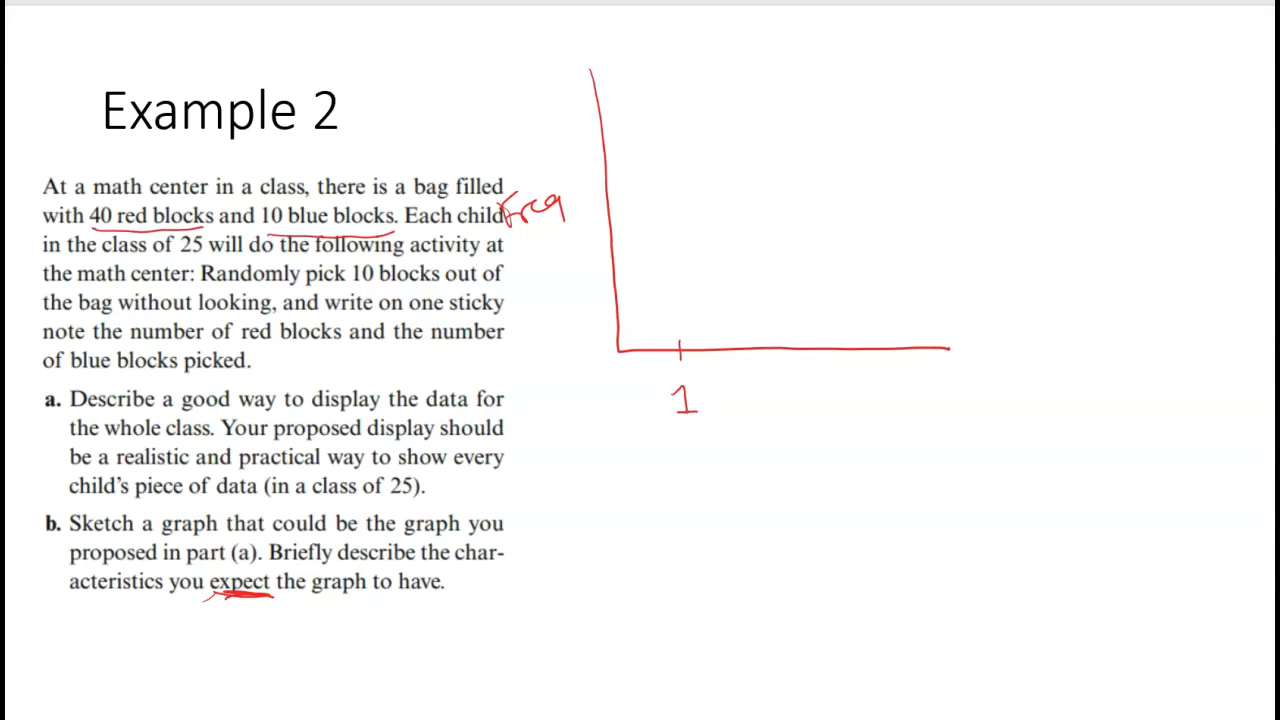 Example 2
At a math center in a class, there is a bag filled
with 40 red blocks and 10 blue blocks. Each child
in the class of 25 will do the following activity at
the math center: Randomly pick 10 blocks out of
the bag without looking, and write on one sticky
note the number of red blocks and the number
of blue blocks picked.
a. Describe a good way to display the data for
the whole class. Your proposed display should
be a realistic and practical way to show every
child's piece of data (in a class of 25).
b. Sketch a graph that could be the graph you
proposed in part (a). Briefly describe the char-
acteristics you expect the graph to have.
Freq
1